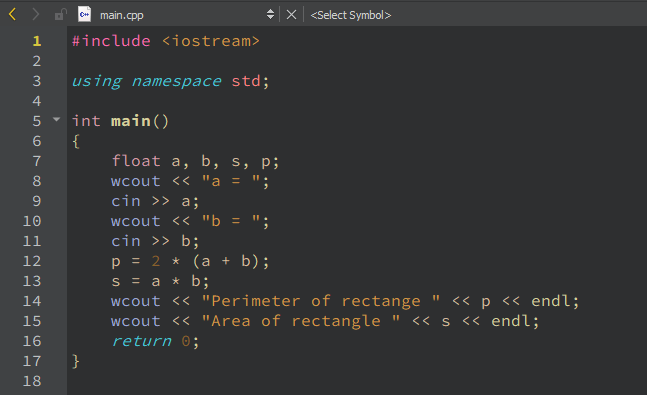 main.cpp <Select Symbol>
1 #include <iostream>
2
3 using namespace std;
4
5 int main()
6 {
7     float a, b, s, p;
8     wcout << "a = ";
9     cin >> a;
10     wcout << "b = ";
11     cin >> b;
12     p = 2 * (a + b);
13     s = a * b;
14     wcout << "Perimeter of rectange " << p << endl;
15     wcout << "Area of rectangle " << s << endl;
16     return 0;
17 }
18